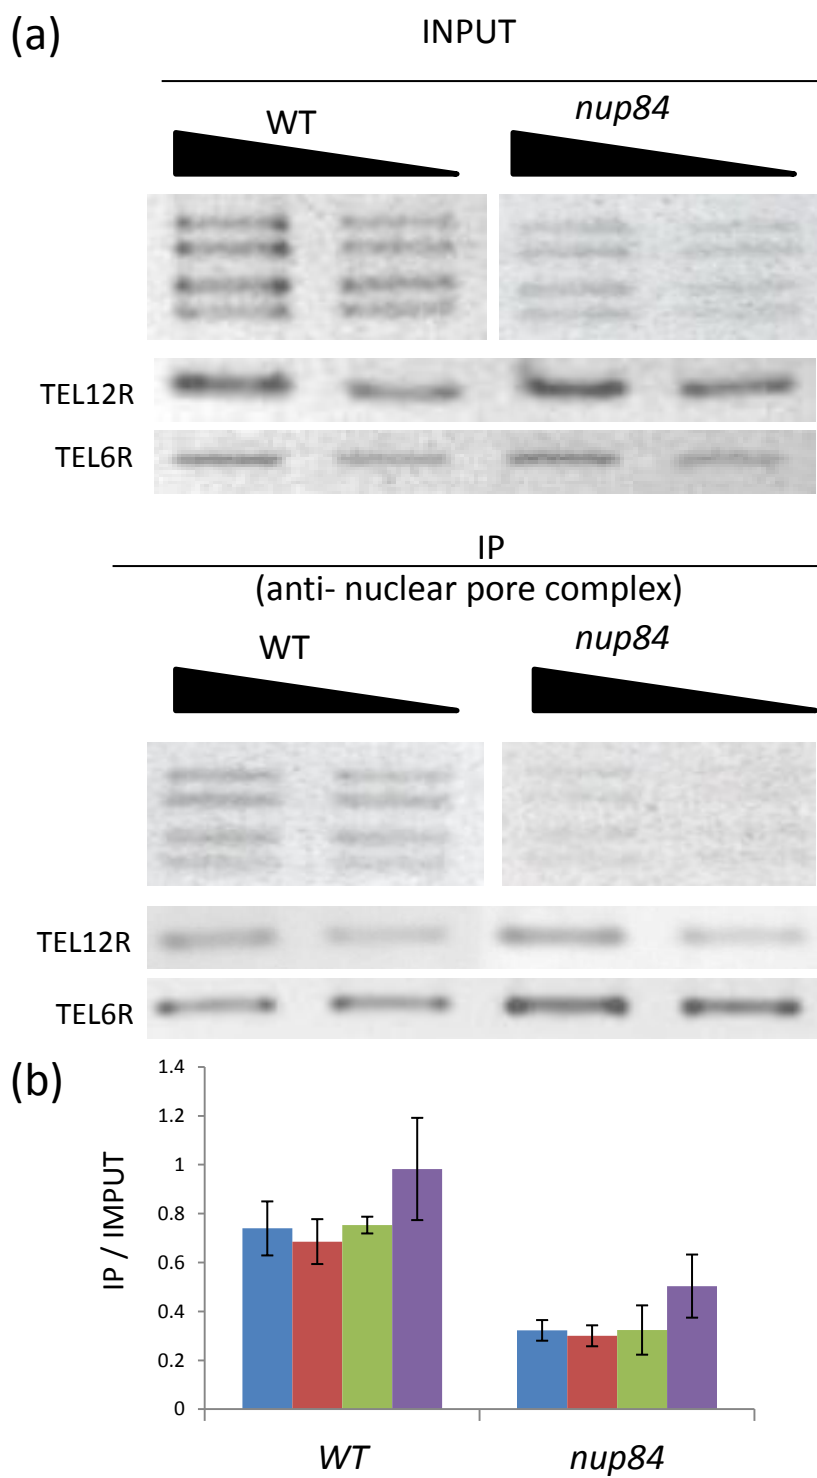 (a)
INPUT
WT
nup84
TEL12R
TEL6R
IP
(anti- nuclear pore complex)
WT
nup84
TEL12R
TEL6R
(b)
IP / IMPUT
1.4
1.2
1
0.8
0.6
0.4
0.2
0
WT
nup84